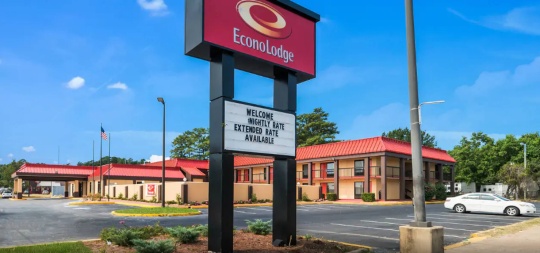 EconoLodge
WELCOME
NIGHTLY RATE
EXTENDED RATE
AVAILABLE